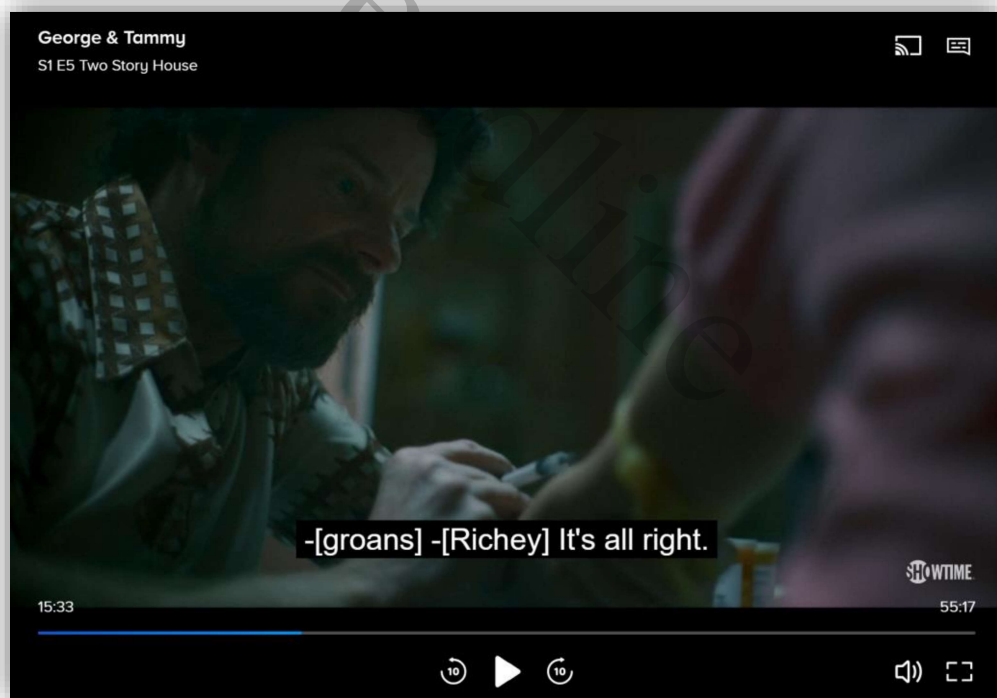 George & Tammy
S1 E5 Two Story House
-[groans] -[Richey] It's all right.
SHOWTIME
15:33
55:17
10
10